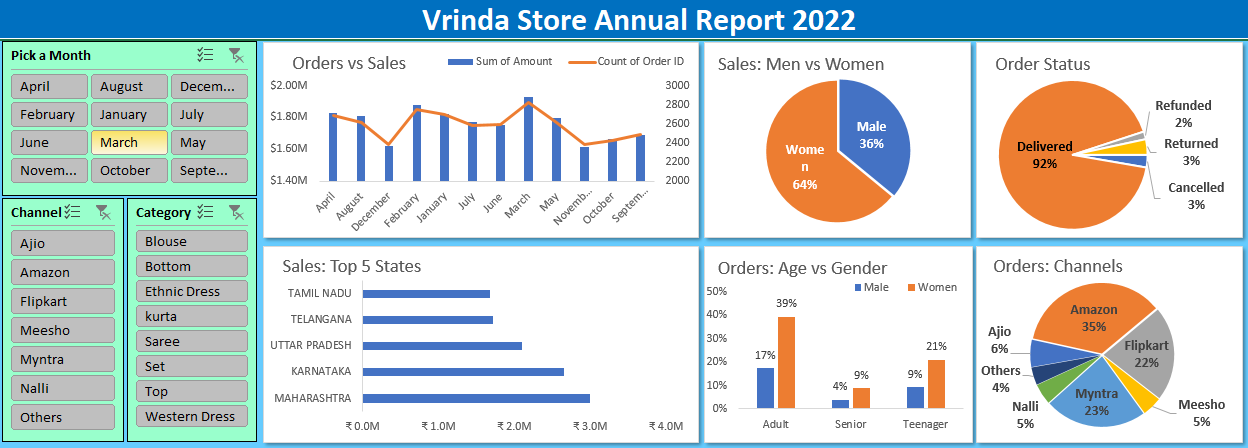 Vrinda Store Annual Report 2022
Pick a Month
April
August
Decem...
February
January
July
June
March
May
Novem...
October
Septe...
Channel
Ajio
Amazon
Flipkart
Meesho
Myntra
Nalli
Others
Category
Blouse
Bottom
Ethnic Dress
kurta
Saree
Set
Top
Western Dress
Orders vs Sales
Sum of Amount
Count of Order ID
$2.00M
$1.80M
$1.60M
$1.40M
3000
2800
2600
2400
2200
2000
April
August
December
February
January
July
June
March
May
Novemb...
October
Septem...
Sales: Men vs Women
Male
36%
Wome
n
64%
Order Status
Delivered
92%
Refunded
2%
Returned
3%
Cancelled
3%
Sales: Top 5 States
TAMIL NADU
TELANGANA
UTTAR PRADESH
KARNATAKA
MAHARASHTRA
₹ 0.0M
₹ 1.0M
₹ 2.0M
₹ 3.0M
₹ 4.0M
Orders: Age vs Gender
Male
Women
50%
40%
30%
20%
10%
0%
17%
39%
4%
9%
9%
21%
Adult
Senior
Teenager
Orders: Channels
Amazon
35%
Flipkart
22%
Meesho
5%
Myntra
23%
Nalli
5%
Others
4%
Ajio
6%